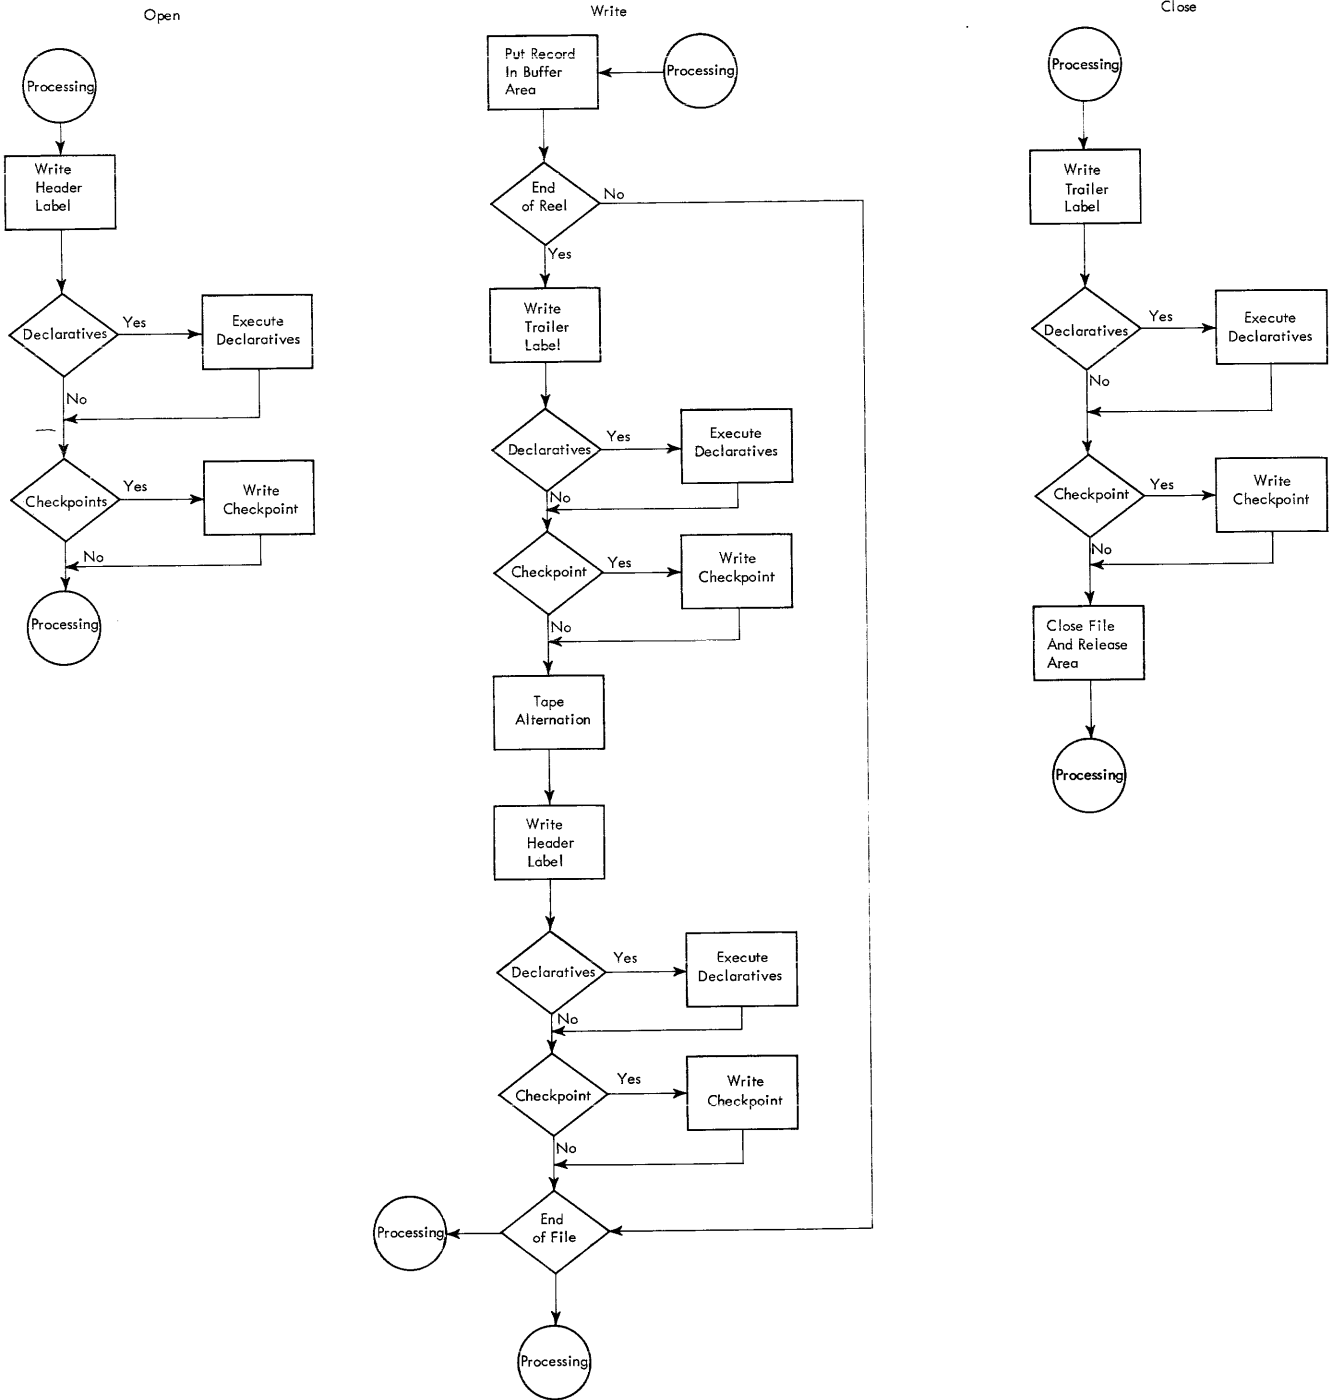 Open
Processing
Write
Header
Label
Declaratives
Yes
Execute
Declaratives
No
Checkpoints
Yes
Write
Checkpoint
No
Processing
Write
Put Record
In Buffer
Area
Processing
End
of Reel
No
Yes
Write
Trailer
Label
Declaratives
Yes
Execute
Declaratives
No
Checkpoint
Yes
Write
Checkpoint
No
Tape
Alternation
Write
Header
Label
Declaratives
Yes
Execute
Declaratives
No
Checkpoint
Yes
Write
Checkpoint
No
End
of File
Processing
Processing
Close
Processing
Write
Trailer
Label
Declaratives
Yes
Execute
Declaratives
No
Checkpoint
Yes
Write
Checkpoint
No
Close File
And Release
Area
Processing